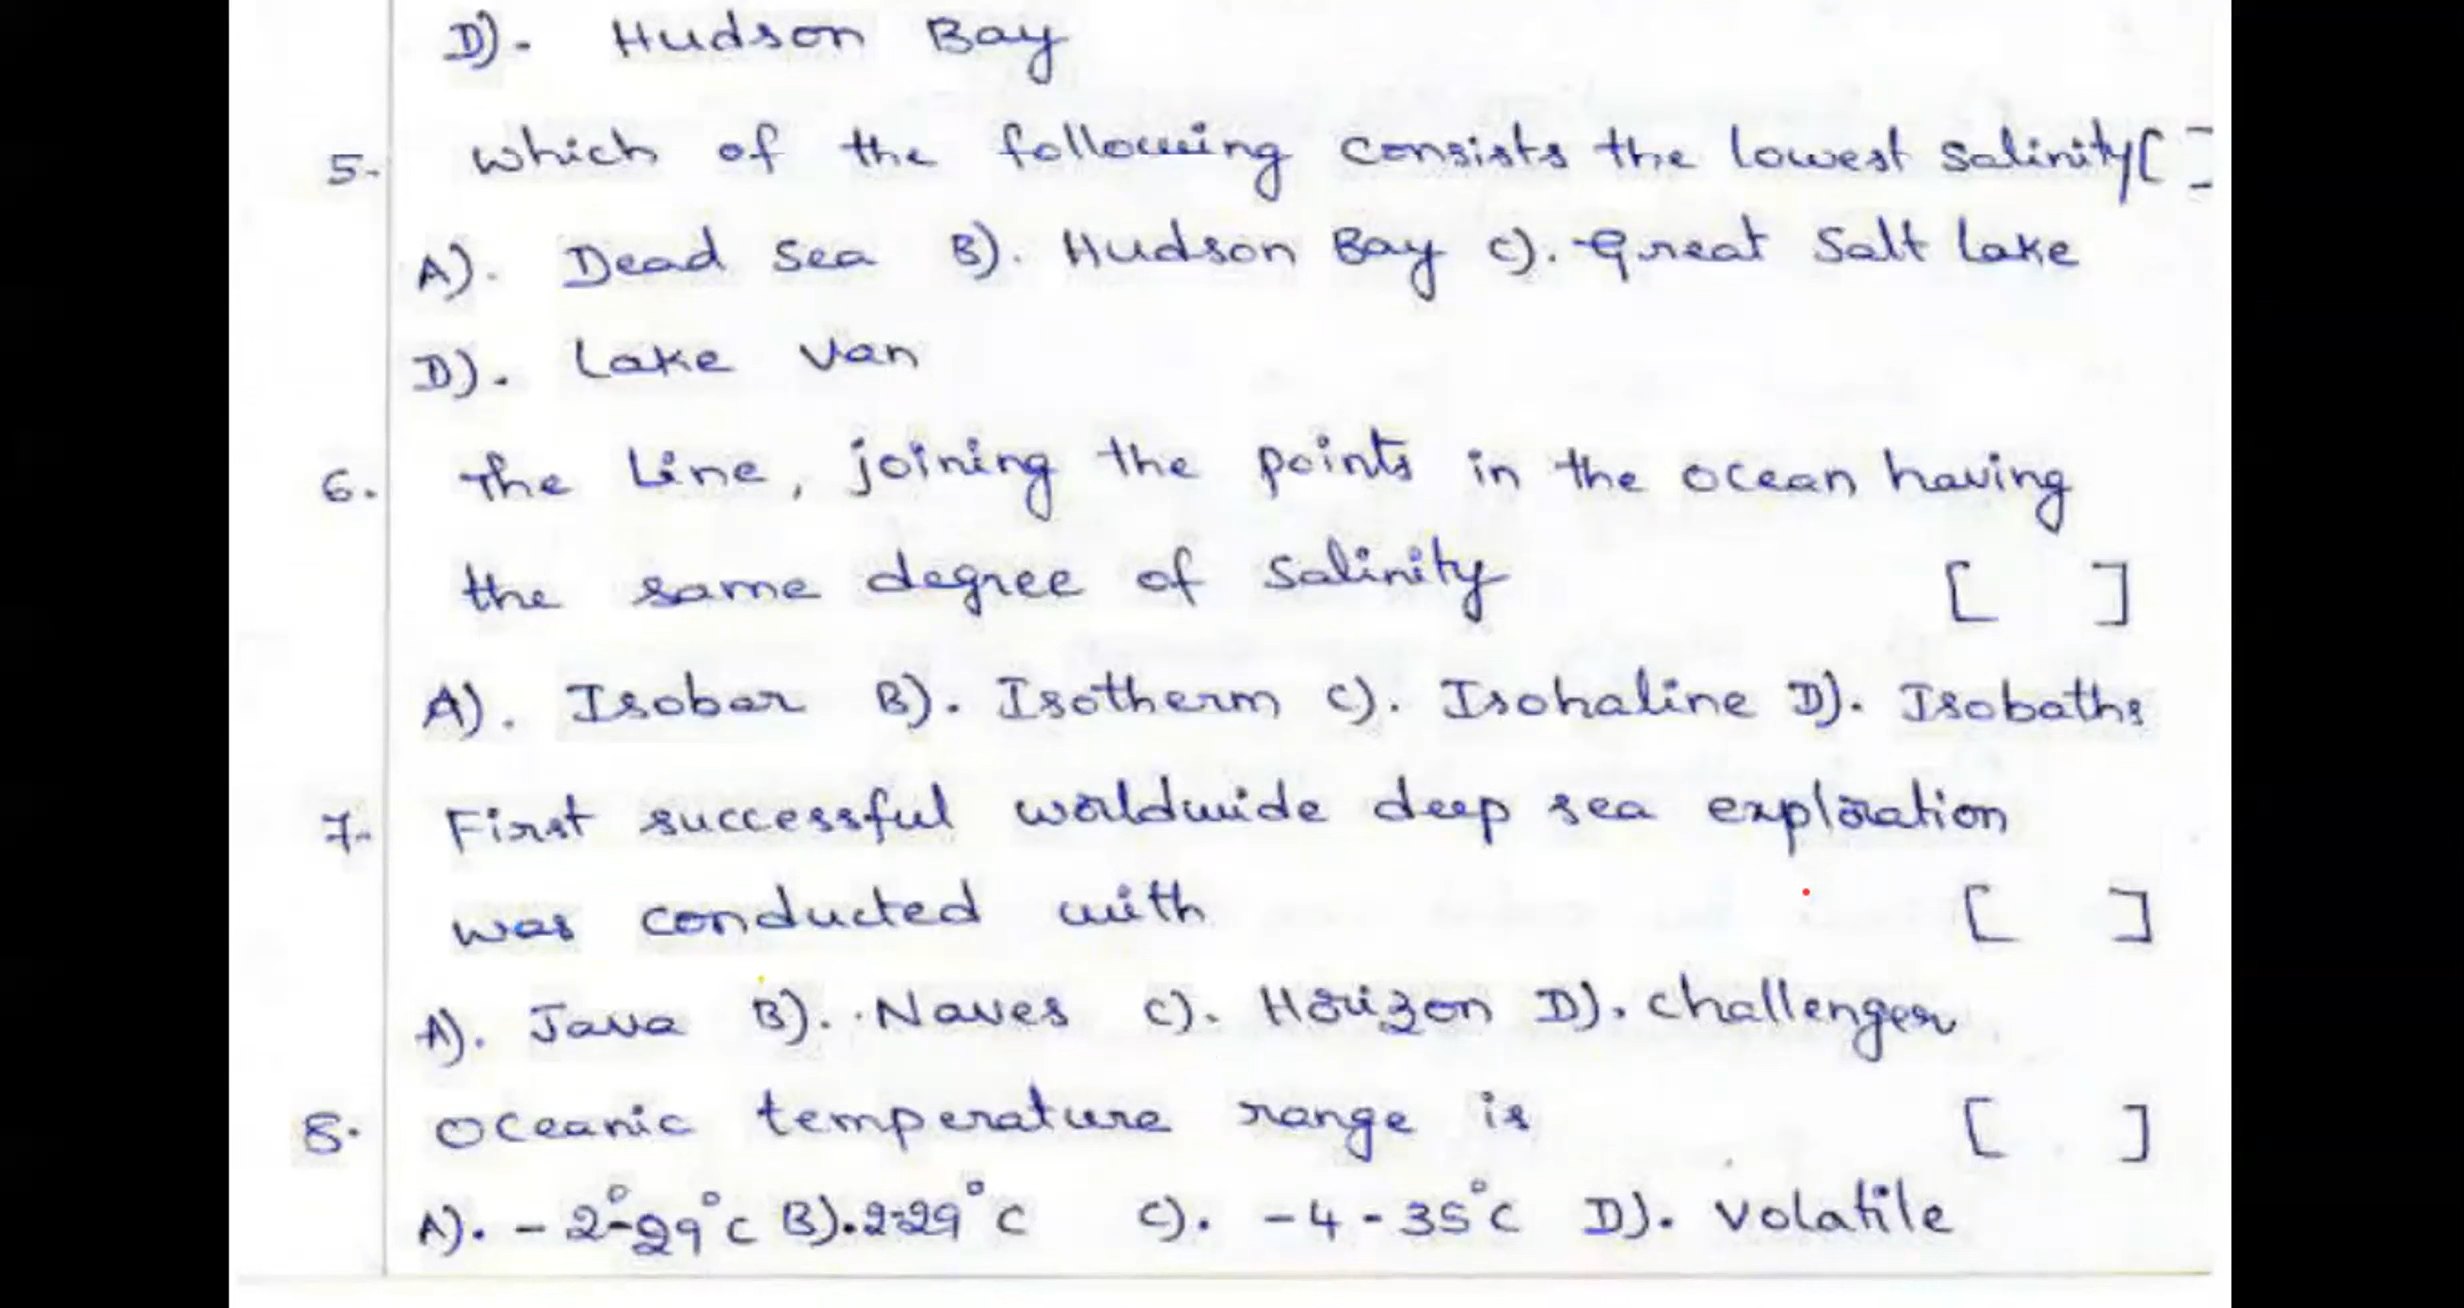 D). Hudson Bay
5. which of the following consists the lowest salinity[ ]
A). Dead Sea B). Hudson Bay C). Great Salt Lake
D). Lake Van
6. The Line, joining the points in the ocean having
the same degree of salinity [ ]
A). Isobar B). Isotherm C). Isohaline D). Isobaths
7. First successful worldwide deep sea exploration
was conducted with [ ]
A). Java B). Naves C). Horizon D). challenger
8. Oceanic temperature range is [ ]
A). -2°-29°C B). 2-29°C C). -4-35°C D). Volatile